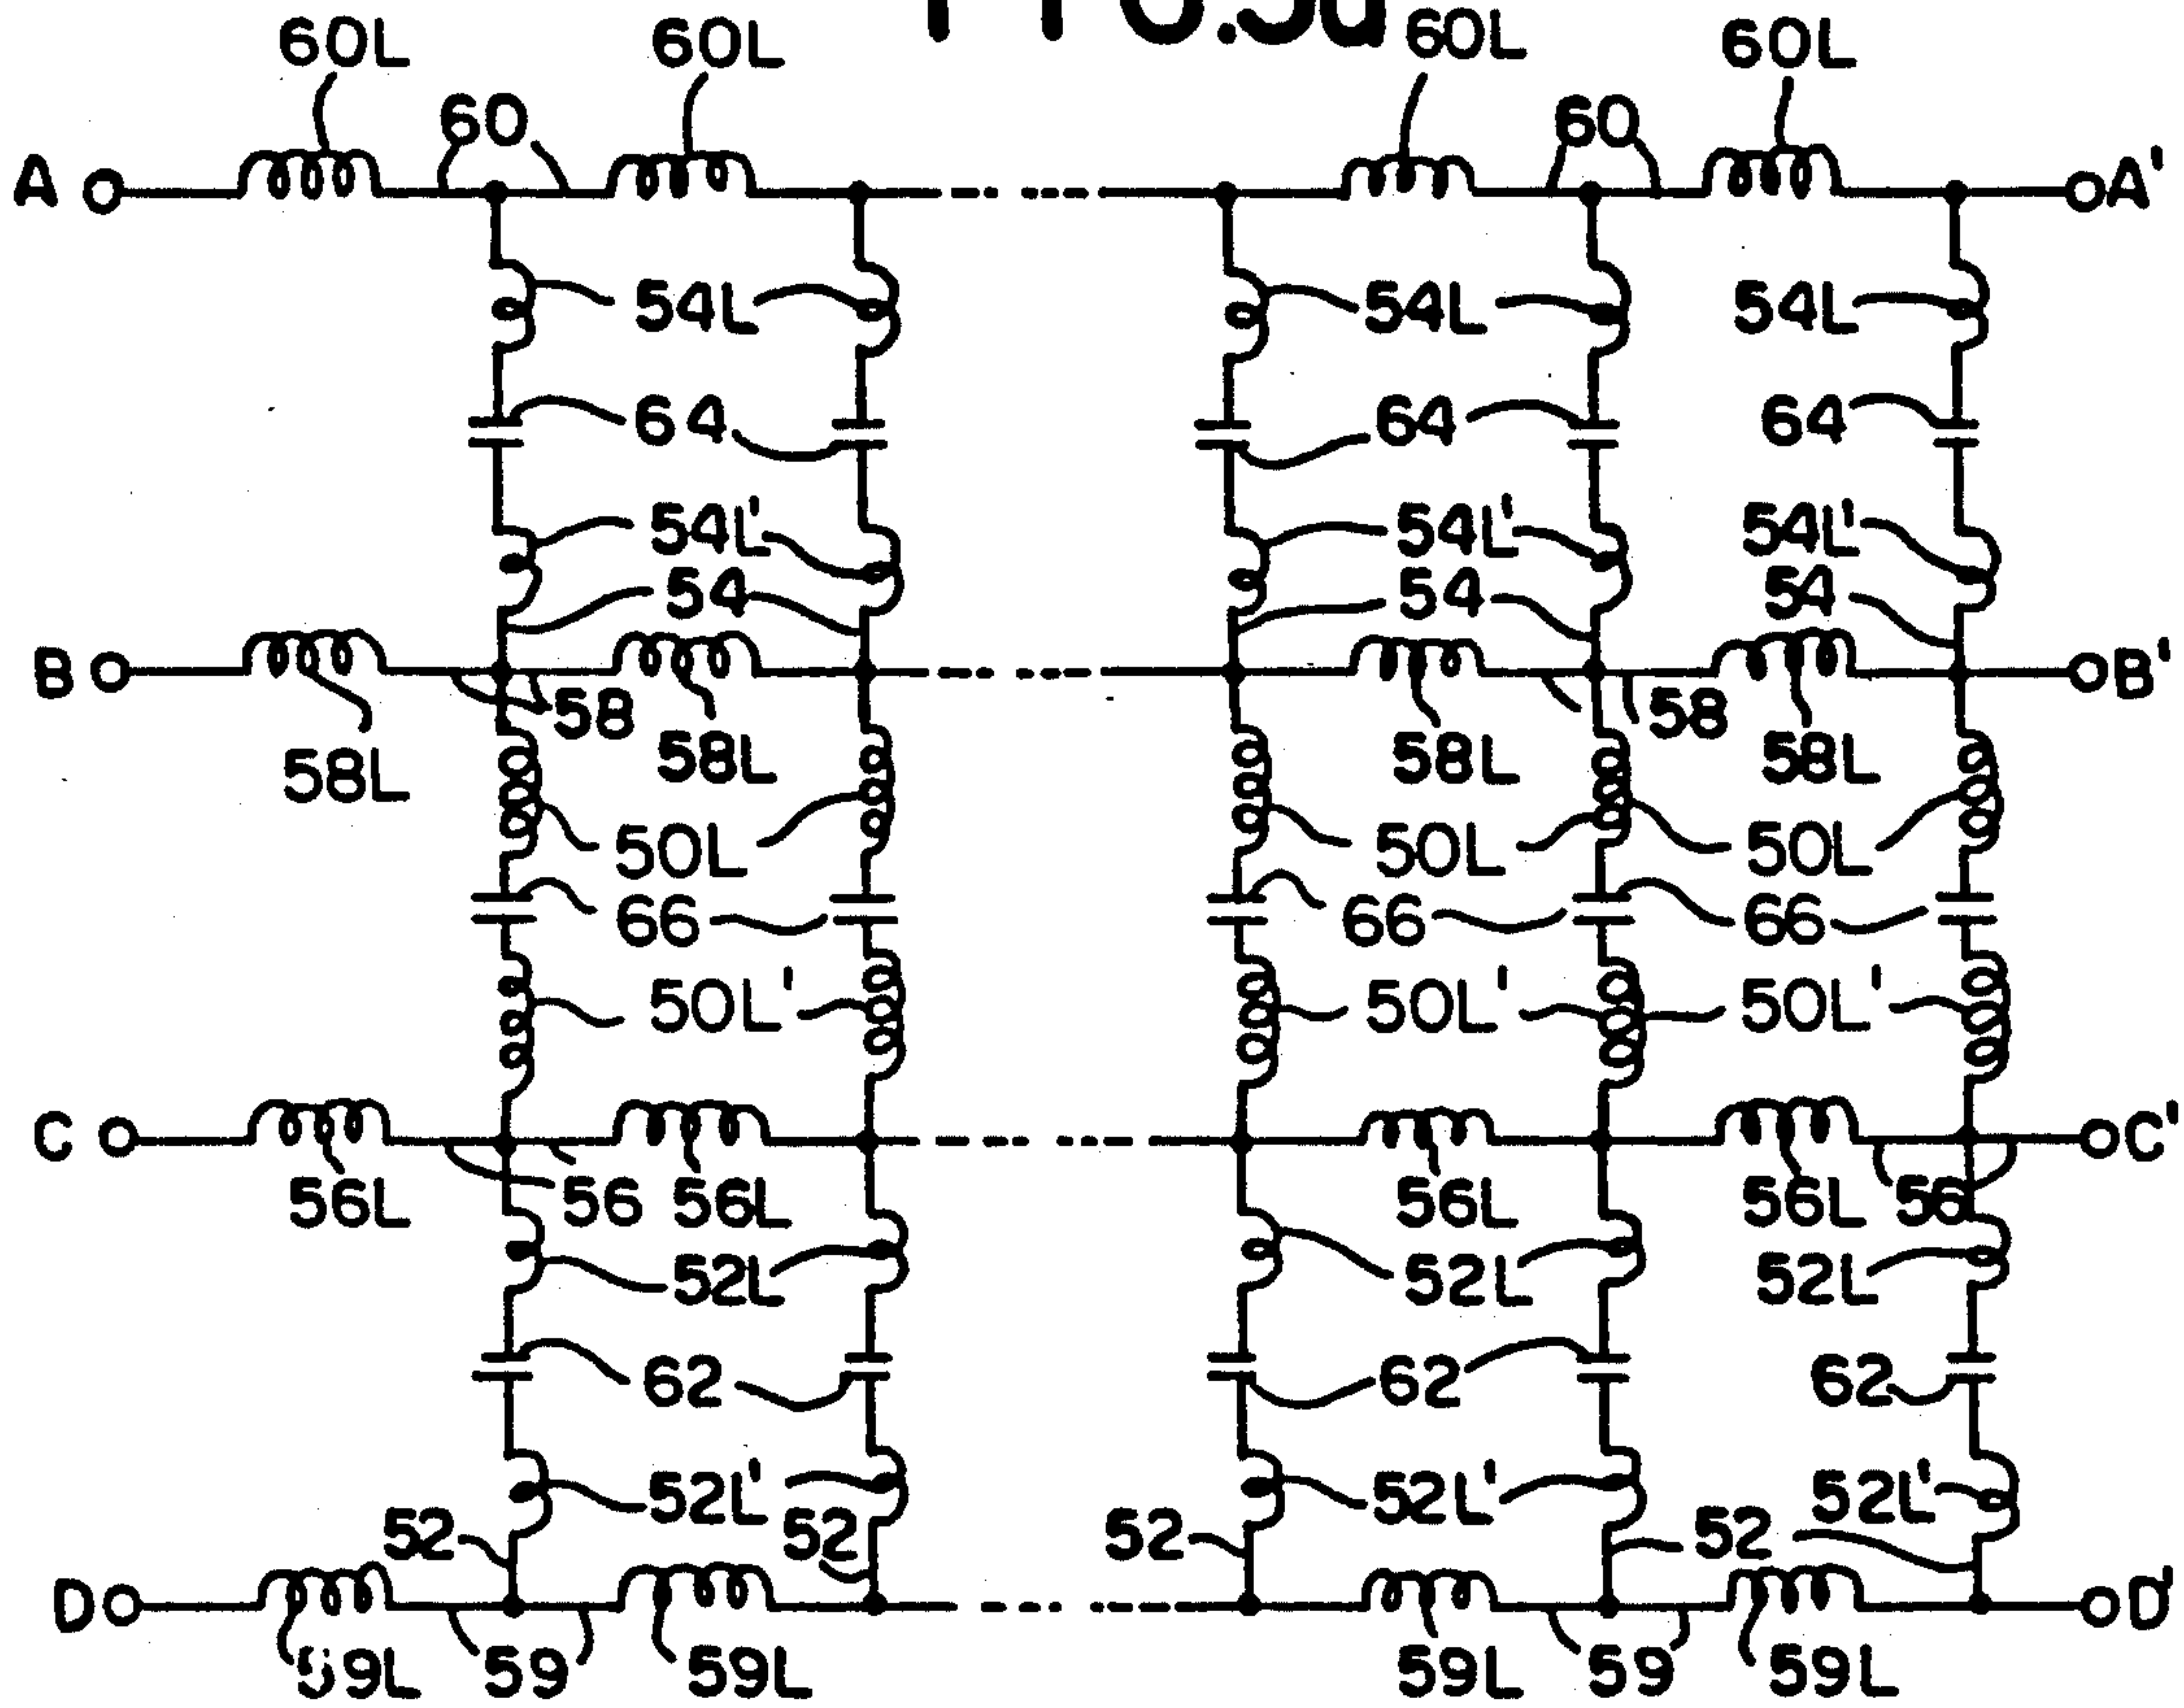 FIG.5a
60L 60L 60L 60L
60 60
A A'
54L 54L 54L
64 64 64
54L' 54L' 54L'
54 54 54
B B'
58 58
58L 58L 58L 58L
50L 50L 50L
66 66 66
50L' 50L' 50L'
C C'
56L 56 56L 56L 56L 56
52L 52L 52L
62 62 62
52L' 52L' 52L'
52 52 52 52
D D'
59L 59 59L 59L 59 59L